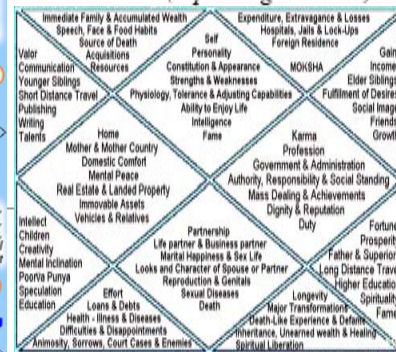 Immediate Family & Accumulated Wealth
Speech, Face & Food Habits
Source of Death
Acquisitions
Resources
Expenditure, Extravagance & Losses
Hospitals, Jails & Lock-Ups
Foreign Residence
MOKSHA
Self
Personality
Constitution & Appearance
Strengths & Weaknesses
Physiology, Tolerance & Adjusting Capabilities
Ability to Enjoy Life
Intelligence
Fame
Valor
Communication
Younger Siblings
Short Distance Travel
Publishing
Writing
Talents
Gain
Income
Elder Siblings
Fulfillment of Desires
Social Image
Friends
Growth
Home
Mother & Mother Country
Domestic Comfort
Mental Peace
Real Estate & Landed Property
Immovable Assets
Vehicles & Relatives
Karma
Profession
Government & Administration
Authority, Responsibility & Social Standing
Mass Dealing & Achievements
Dignity & Reputation
Duty
Intellect
Children
Creativity
Mental Inclination
Poorva Punya
Speculation
Education
Partnership
Life partner & Business partner
Marital Happiness & Sex Life
Looks and Character of Spouse or Partner
Reproduction & Genitals
Sexual Diseases
Death
Fortune
Prosperity
Father & Superior
Long Distance Travel
Higher Education
Spirituality
Fame
Effort
Loans & Debts
Health - Illness & Diseases
Difficulties & Disappointments
Animosity, Sorrows, Court Cases & Enemies
Longevity
Major Transformations
Death-Like Experience &
Inheritance, Unearned wealth & Healing
Spiritual Liberation